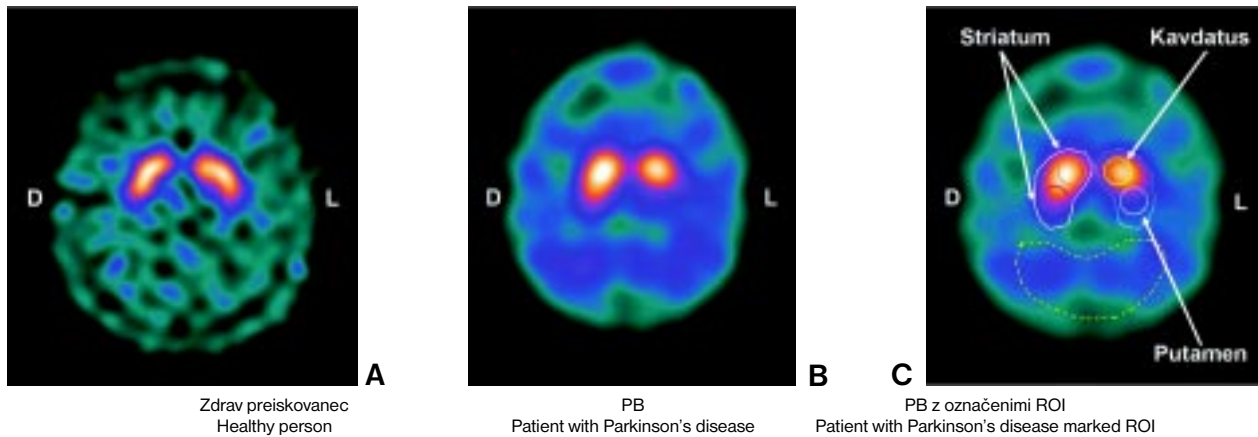 D
L
A
Zdrav preiskovanec
Healthy person
D
L
B
PB
Patient with Parkinson's disease
C
Striatum
Kavdatus
D
L
Putamen
PB z označenimi ROI
Patient with Parkinson's disease marked ROI